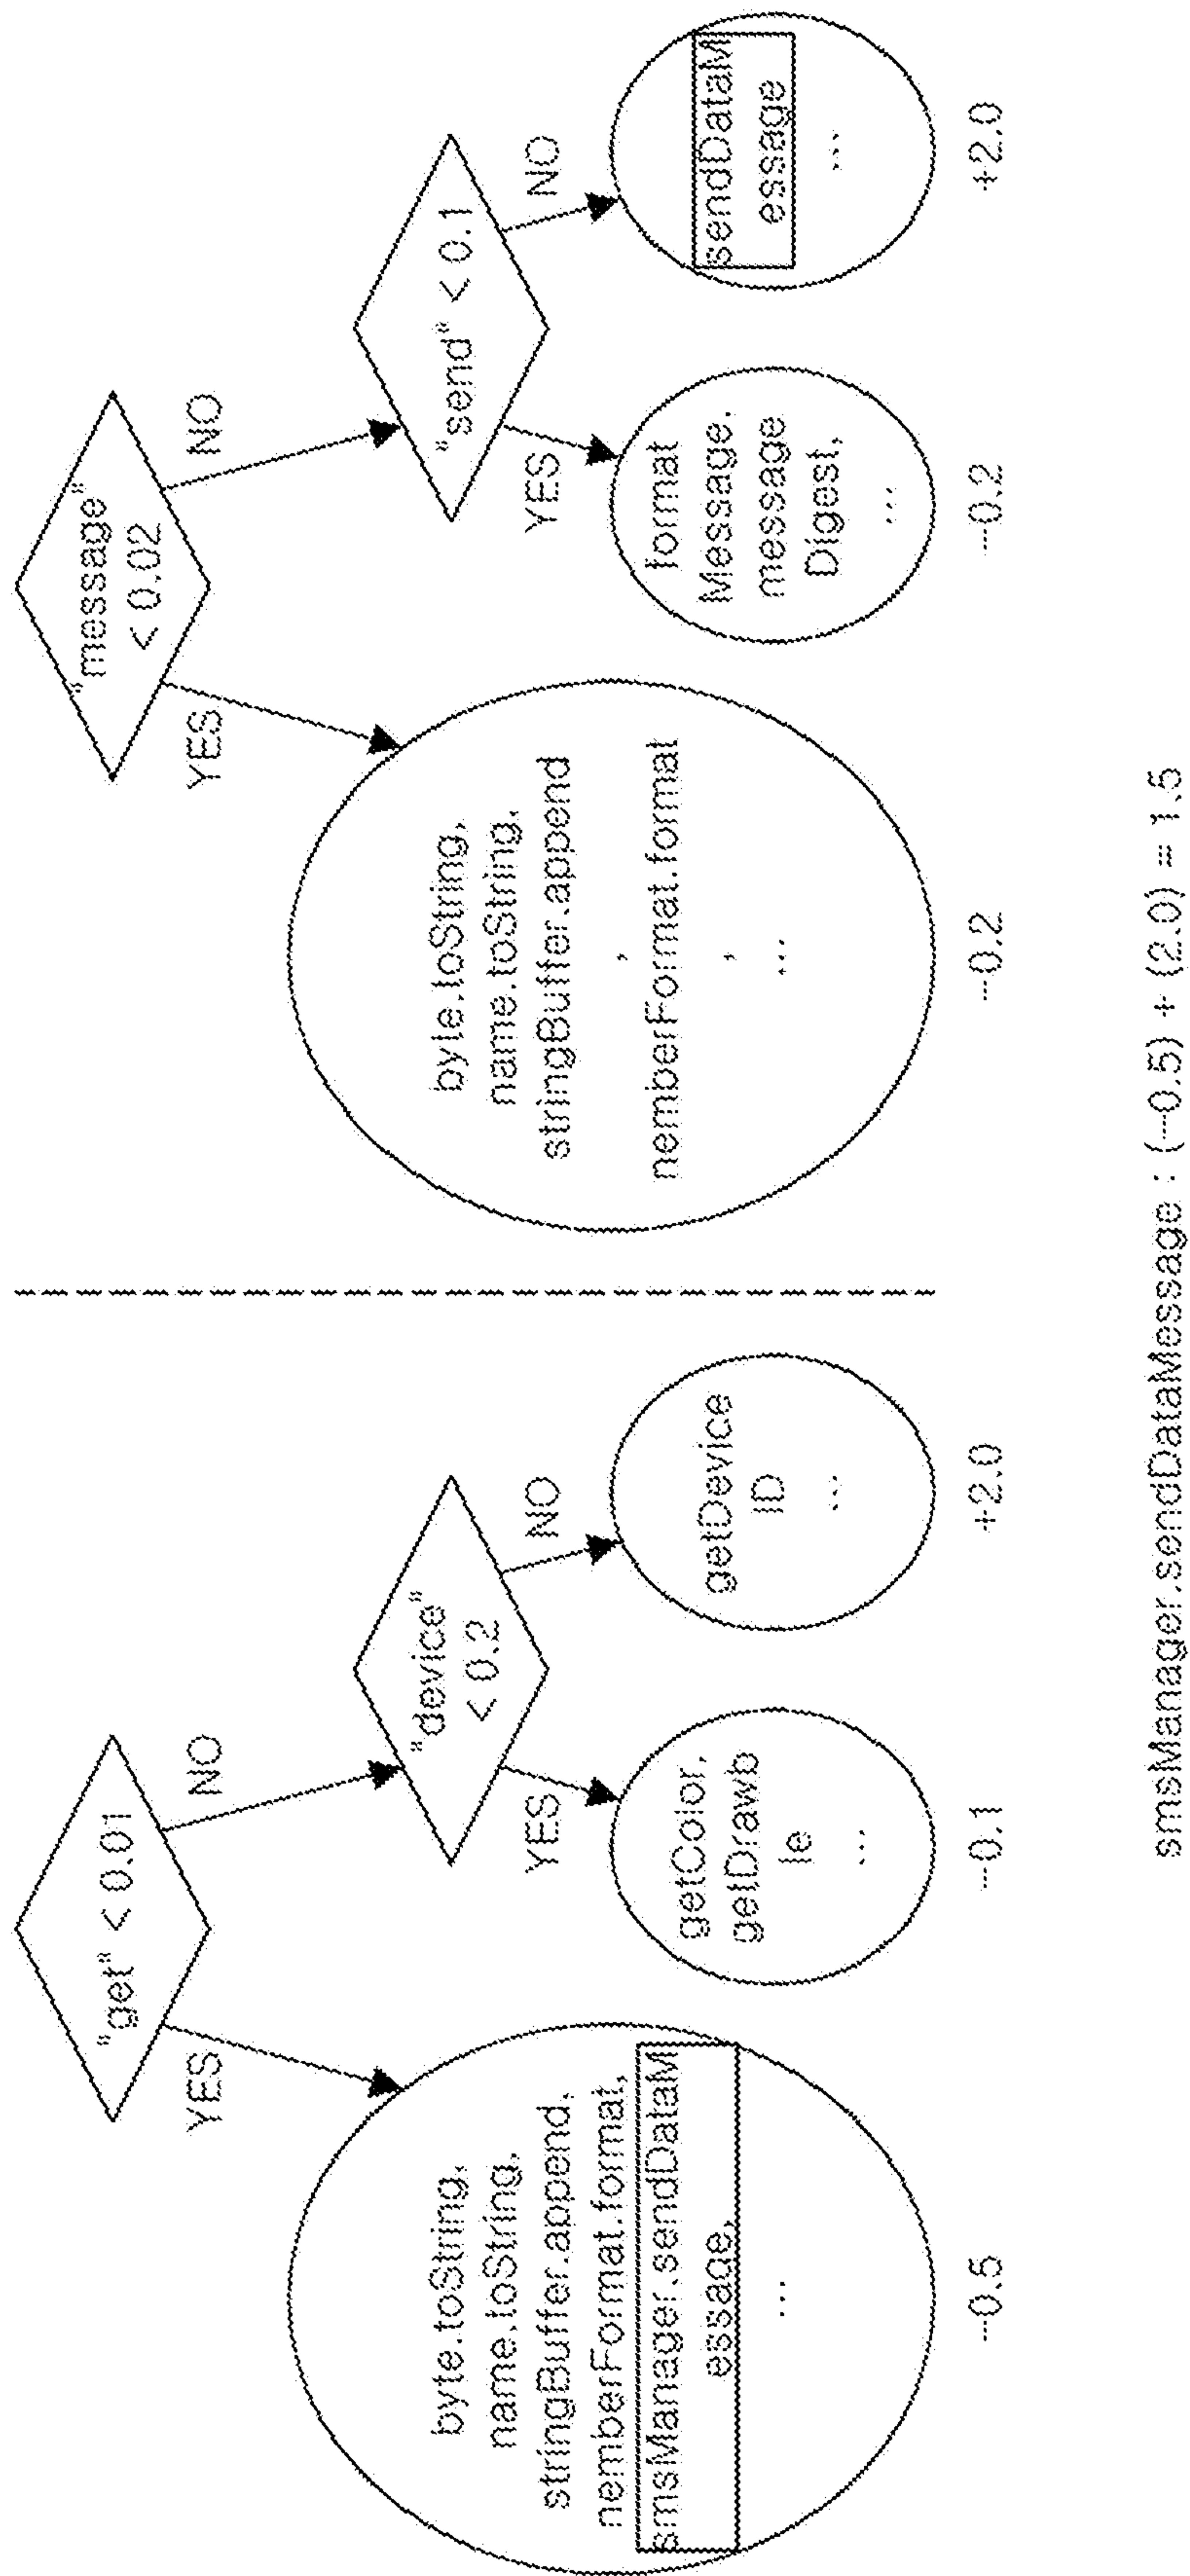 "get" < 0.01
YES
NO
byte.toString,
name.toString,
stringBuffer.append,
nemberFormat.format,
smsManager.sendDataM
essage,
...
-0.5
"device"
< 0.2
YES
NO
getColor,
getDrawb
le
...
-0.1
getDevice
ID
...
+2.0
"message"
< 0.02
YES
NO
byte.toString,
name.toString,
stringBuffer.append
,
nemberFormat.format
,
...
-0.2
"send" < 0.1
YES
NO
format
Message,
message
Digest,
...
-0.2
sendDataM
essage
...
+2.0
smsManager.sendDataMessage : (-0.5) + (2.0) = 1.5